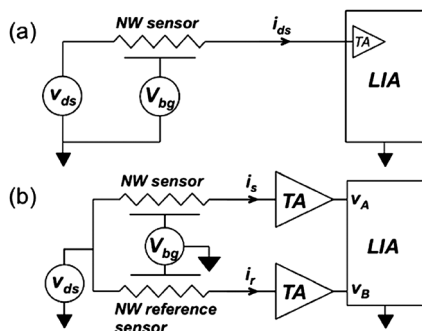 (a)
NW sensor
i_ds
TA
LIA
v_ds
V_bg
(b)
NW sensor
i_s
TA
v_A
V_bg
LIA
v_ds
i_r
TA
v_B
NW reference
sensor